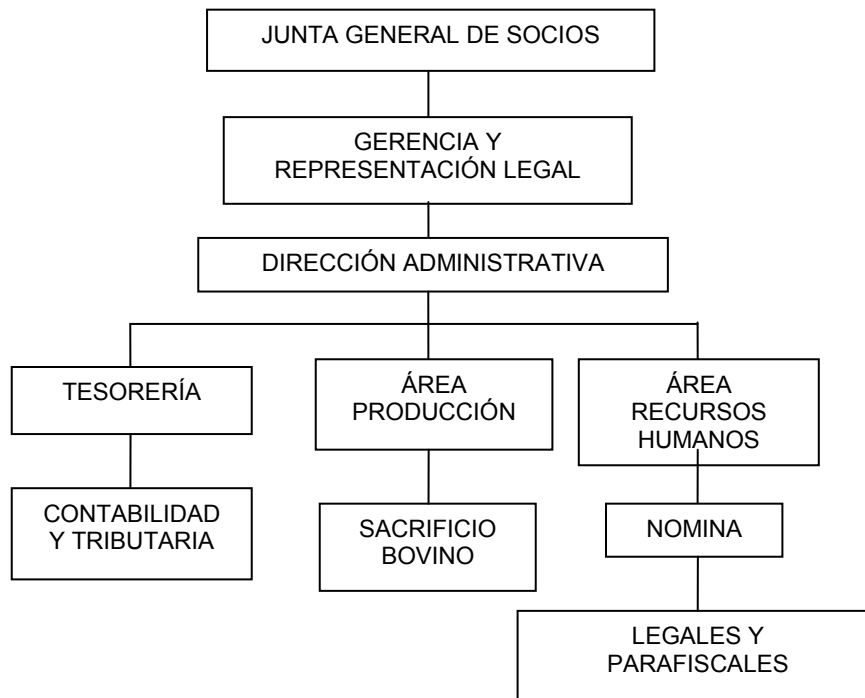 JUNTA GENERAL DE SOCIOS
GERENCIA Y
REPRESENTACIÓN LEGAL
DIRECCIÓN ADMINISTRATIVA
TESORERÍA
ÁREA
PRODUCCIÓN
ÁREA
RECURSOS
HUMANOS
CONTABILIDAD
Y TRIBUTARIA
SACRIFICIO
BOVINO
NOMINA
LEGALES Y
PARAFISCALES